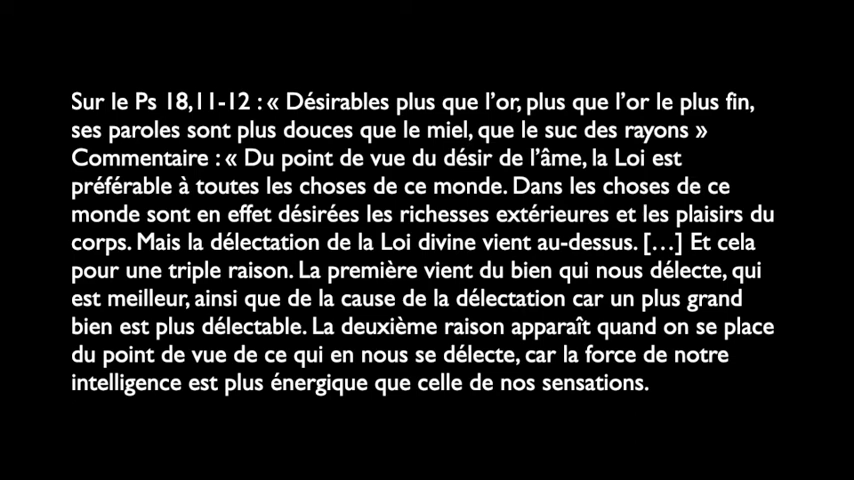 Sur le Ps 18,11-12 : « Désirables plus que l'or, plus que l'or le plus fin,
ses paroles sont plus douces que le miel, que le suc des rayons »
Commentaire : « Du point de vue du désir de l'âme, la Loi est
préférable à toutes les choses de ce monde. Dans les choses de ce
monde sont en effet désirées les richesses extérieures et les plaisirs du
corps. Mais la délectation de la Loi divine vient au-dessus. […] Et cela
pour une triple raison. La première vient du bien qui nous délecte, qui
est meilleur, ainsi que de la cause de la délectation car un plus grand
bien est plus délectable. La deuxième raison apparaît quand on se place
du point de vue de ce qui en nous se délecte, car la force de notre
intelligence est plus énergique que celle de nos sensations.